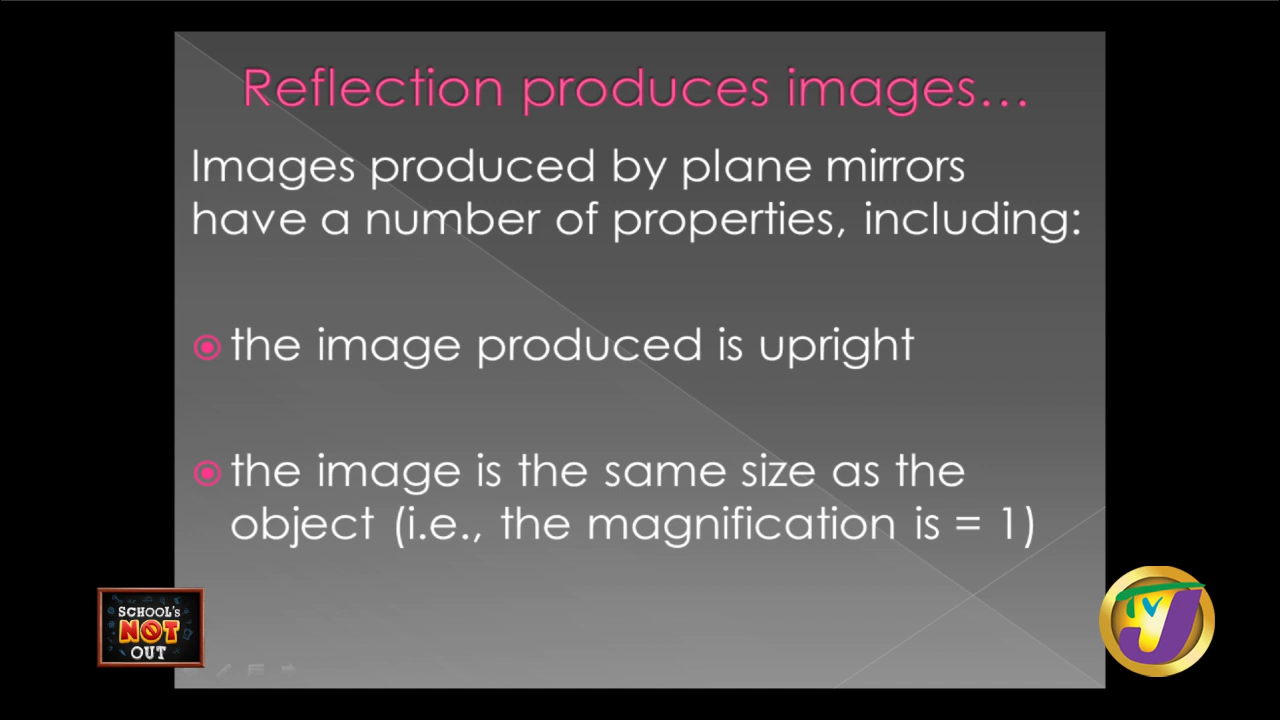 Reflection produces images...
Images produced by plane mirrors
have a number of properties, including:
the image produced is upright
the image is the same size as the
object (i.e., the magnification is = 1)
SCHOOL'S
NOT
OUT
TVJ